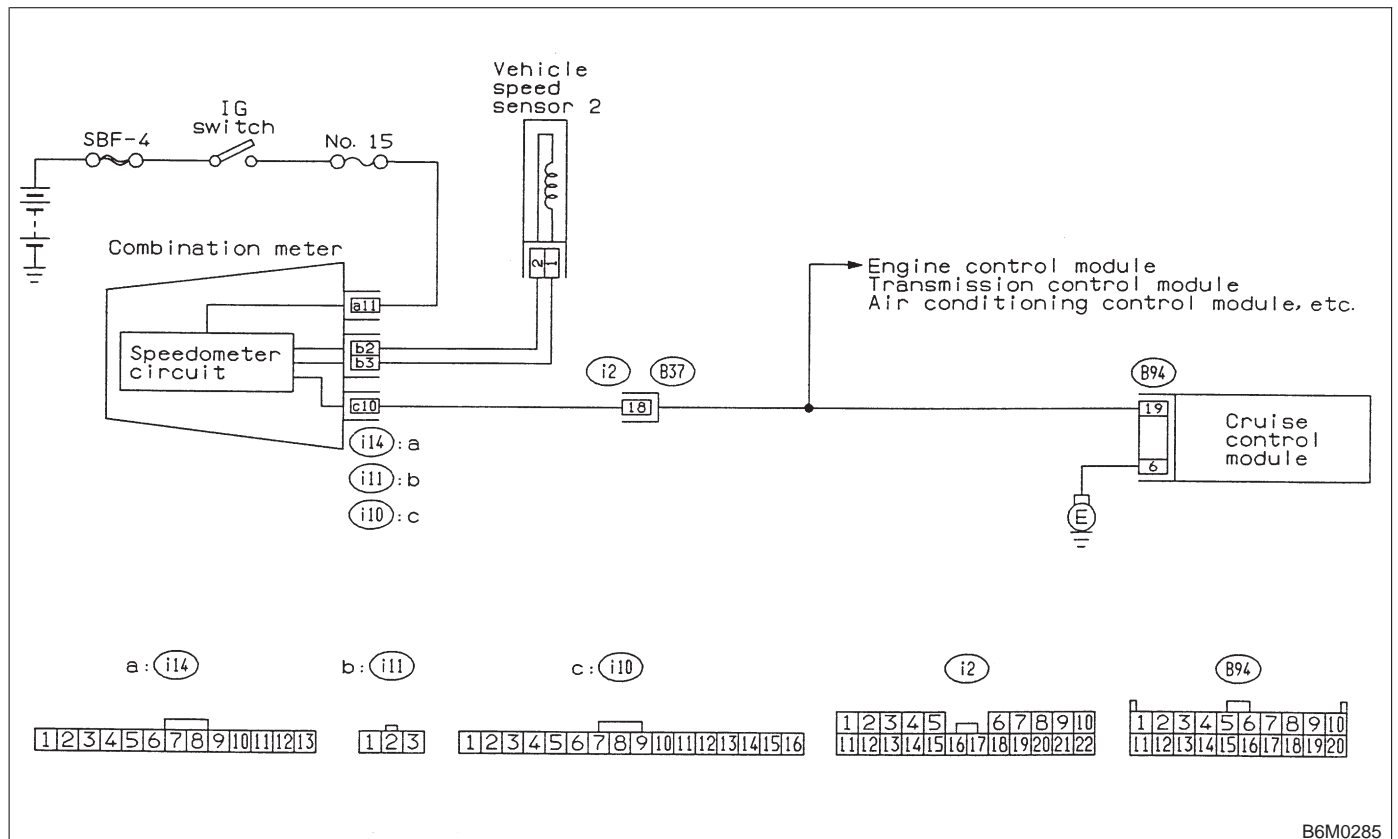 Vehicle
speed
sensor 2
IG
switch
SBF-4
No. 15
Combination meter
2 1
a11
Engine control module
Transmission control module
Air conditioning control module, etc.
Speedometer
circuit
b2
b3
c10
i2 B37
18
B94
19
6
Cruise
control
module
E
i14 : a
i11 : b
i10 : c
a : i14
b : i11
c : i10
i2
B94
1 2 3 4 5 6 7 8 9 10 11 12 13
1 2 3
1 2 3 4 5 6 7 8 9 10 11 12 13 14 15 16
1 2 3 4 5 6 7 8 9 10
11 12 13 14 15 16 17 18 19 20 21 22
1 2 3 4 5 6 7 8 9 10
11 12 13 14 15 16 17 18 19 20
B6M0285